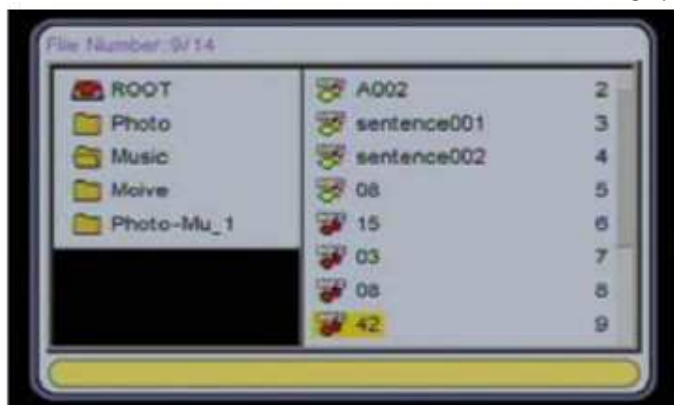 File Number:9/14
ROOT
Photo
Music
Moive
Photo-Mu_1
A002 2
sentence001 3
sentence002 4
08 5
15 6
03 7
08 8
42 9